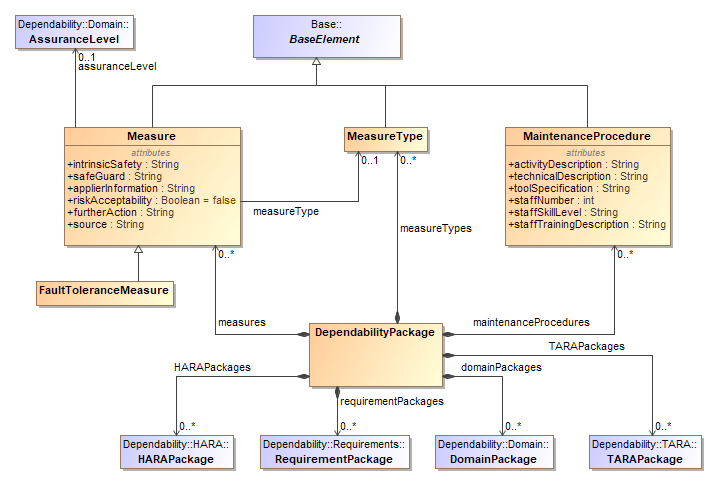 Dependability::Domain::
AssuranceLevel
Base::
BaseElement
0..1
assuranceLevel
Measure
attributes
+intrinsicSafety : String
+safeGuard : String
+applierInformation : String
+riskAcceptability : Boolean = false
+furtherAction : String
+source : String
MeasureType
0..1
0..*
measureType
measureTypes
MaintenanceProcedure
attributes
+activityDescription : String
+technicalDescription : String
+toolSpecification : String
+staffNumber : int
+staffSkillLevel : String
+staffTrainingDescription : String
0..*
0..*
FaultToleranceMeasure
measures
DependabilityPackage
maintenanceProcedures
TARAPackages
HARAPackages
domainPackages
requirementPackages
0..*
0..*
0..*
0..*
Dependability::HARA::
HARAPackage
Dependability::Requirements::
RequirementPackage
Dependability::Domain::
DomainPackage
Dependability::TARA::
TARAPackage